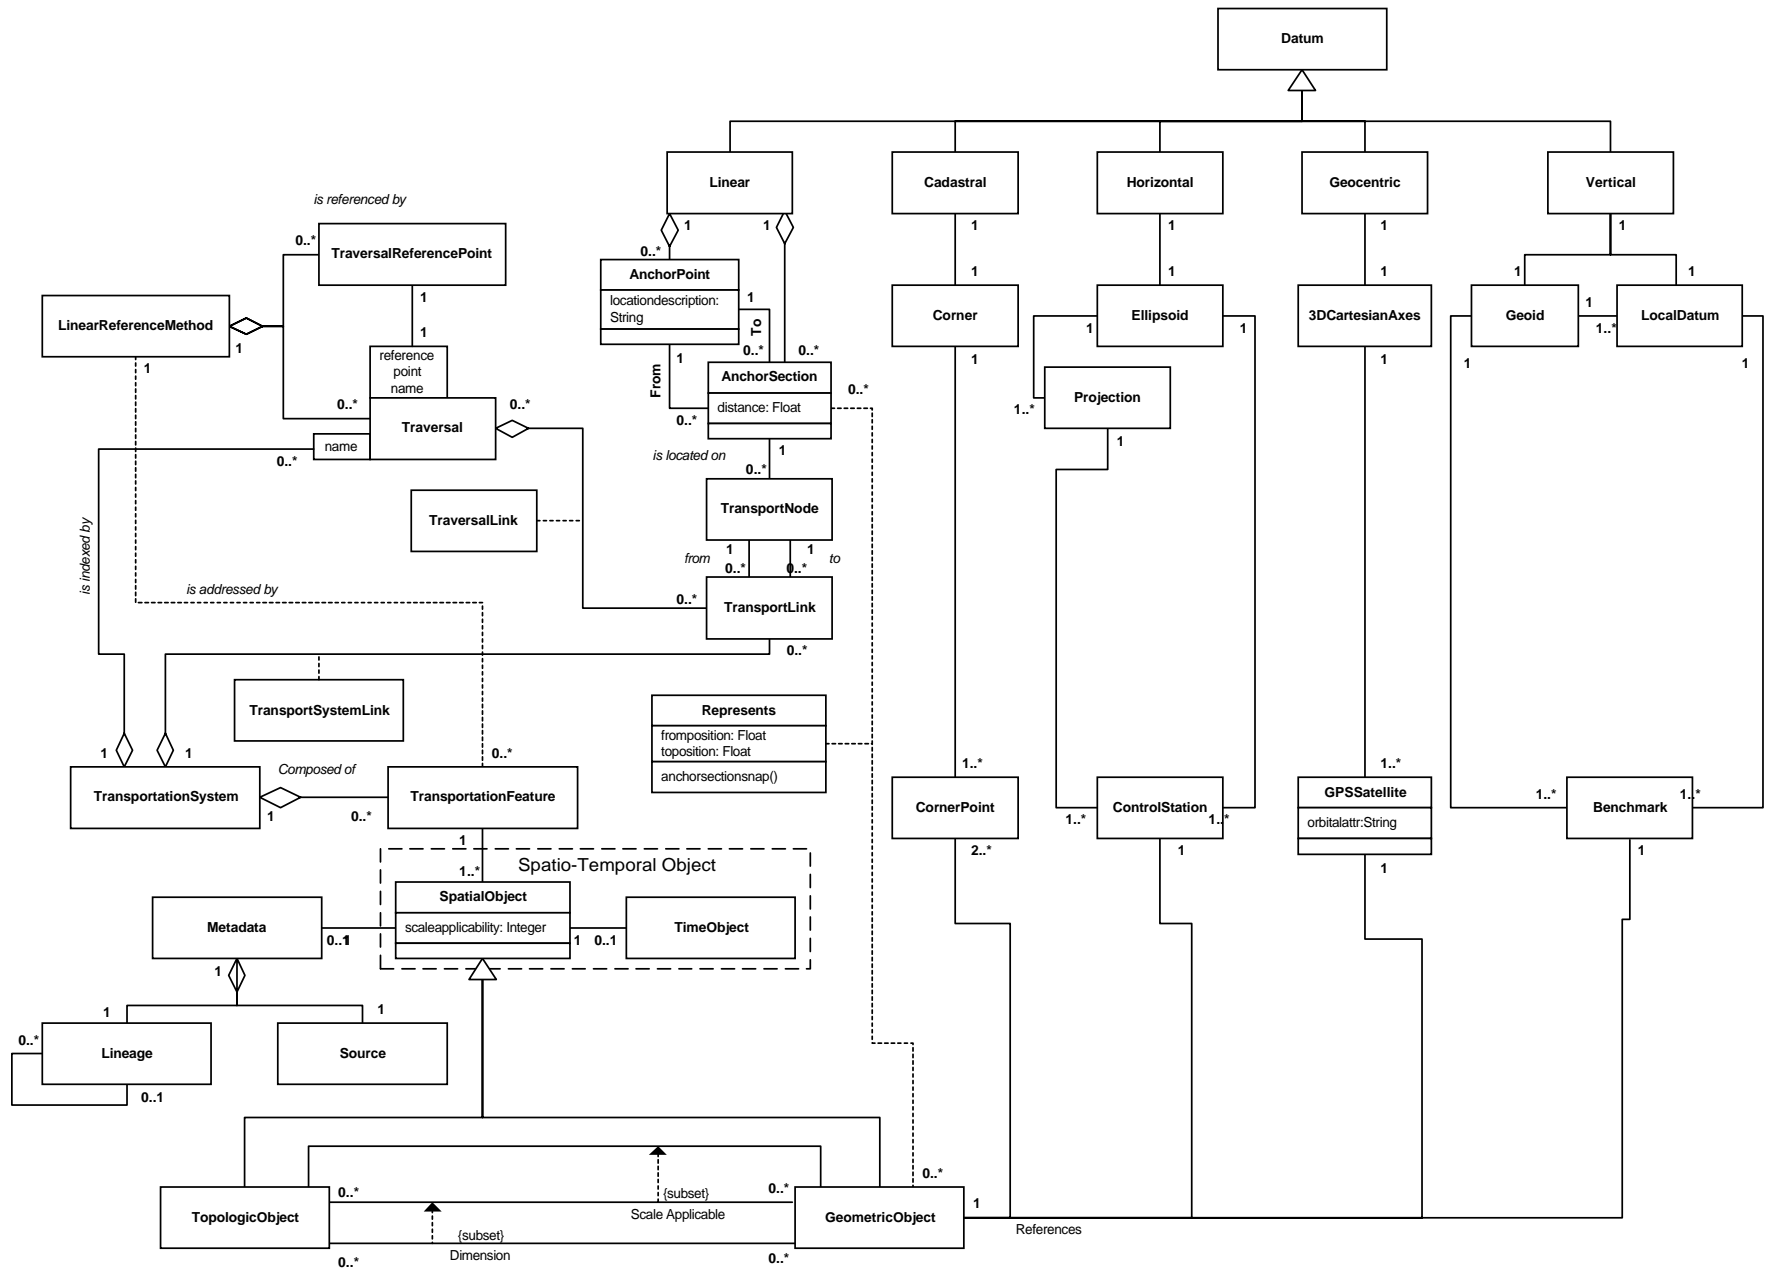 Datum
Linear
Cadastral
Horizontal
Geocentric
Vertical
1
1
1
1
1
1
is referenced by
0..*
TraversalReferencePoint
0..*
AnchorPoint
locationdescription:
String
1
1
1
1
1
Corner
Ellipsoid
3DCartesianAxes
Geoid
LocalDatum
1
1..*
LinearReferenceMethod
1
1
1
1
To
1
1
1
1
1
1
1
1
reference
point
name
From
0..*
0..*
AnchorSection
distance: Float
0..*
0..*
0..*
0..*
Traversal
name
0..*
Projection
1..*
1
is located on
1
0..*
TraversalLink
TransportNode
from
1
1
to
0..*
0..*
is indexed by
is addressed by
0..*
TransportLink
0..*
TransportSystemLink
Represents
fromposition: Float
toposition: Float
anchorsectionsnap()
1
1
0..*
TransportationSystem
1
Composed of
0..*
TransportationFeature
1
1..*
CornerPoint
2..*
1..*
ControlStation
1..*
1
1..*
GPSSatellite
orbitalattr:String
1
1..*
Benchmark
1..*
1
Spatio-Temporal Object
1..*
SpatialObject
scaleapplicability: Integer
1
0..1
TimeObject
Metadata
0..1
1
1
1
1
0..*
Lineage
0..1
Source
0..*
TopologicObject
0..*
0..*
{subset}
Scale Applicable
0..*
{subset}
Dimension
0..*
GeometricObject
1
References